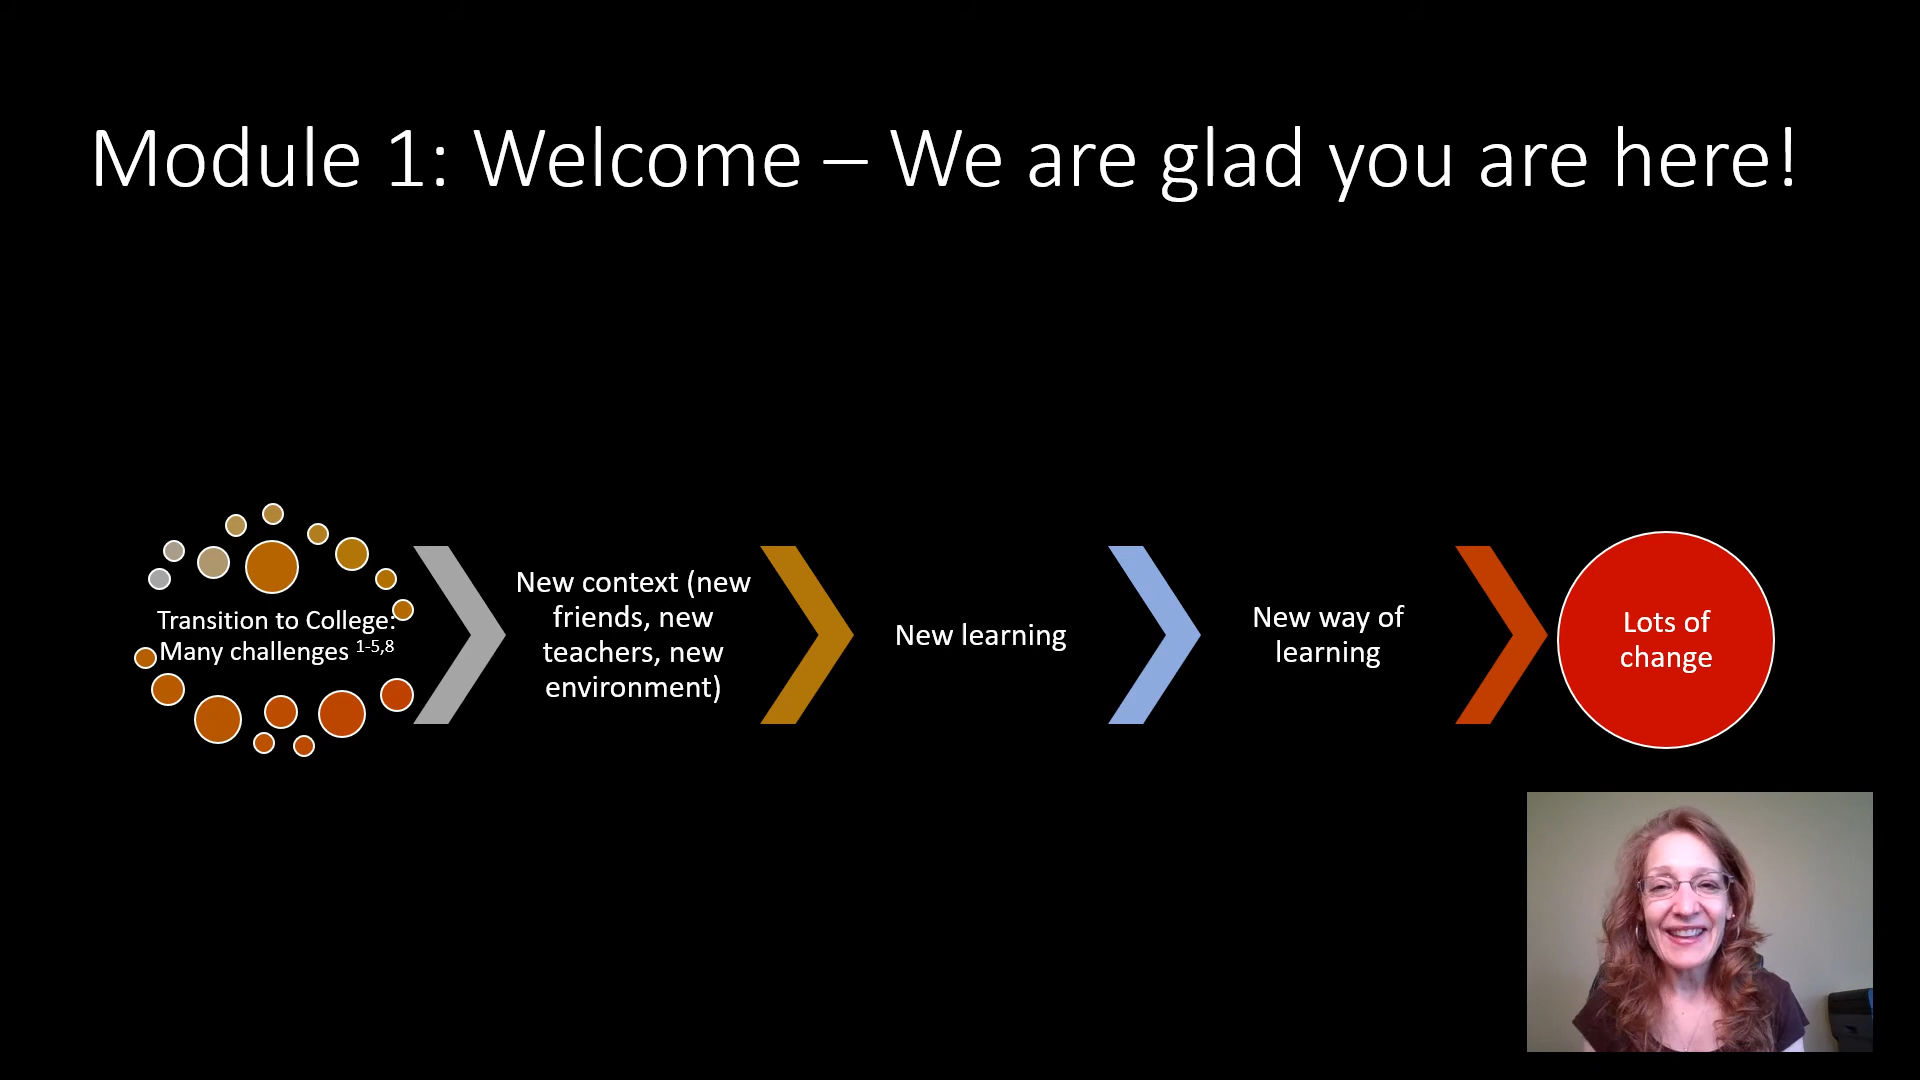 Module 1: Welcome – We are glad you are here!
Transition to College:
Many challenges 1-5,8
New context (new
friends, new
teachers, new
environment)
New learning
New way of
learning
Lots of
change